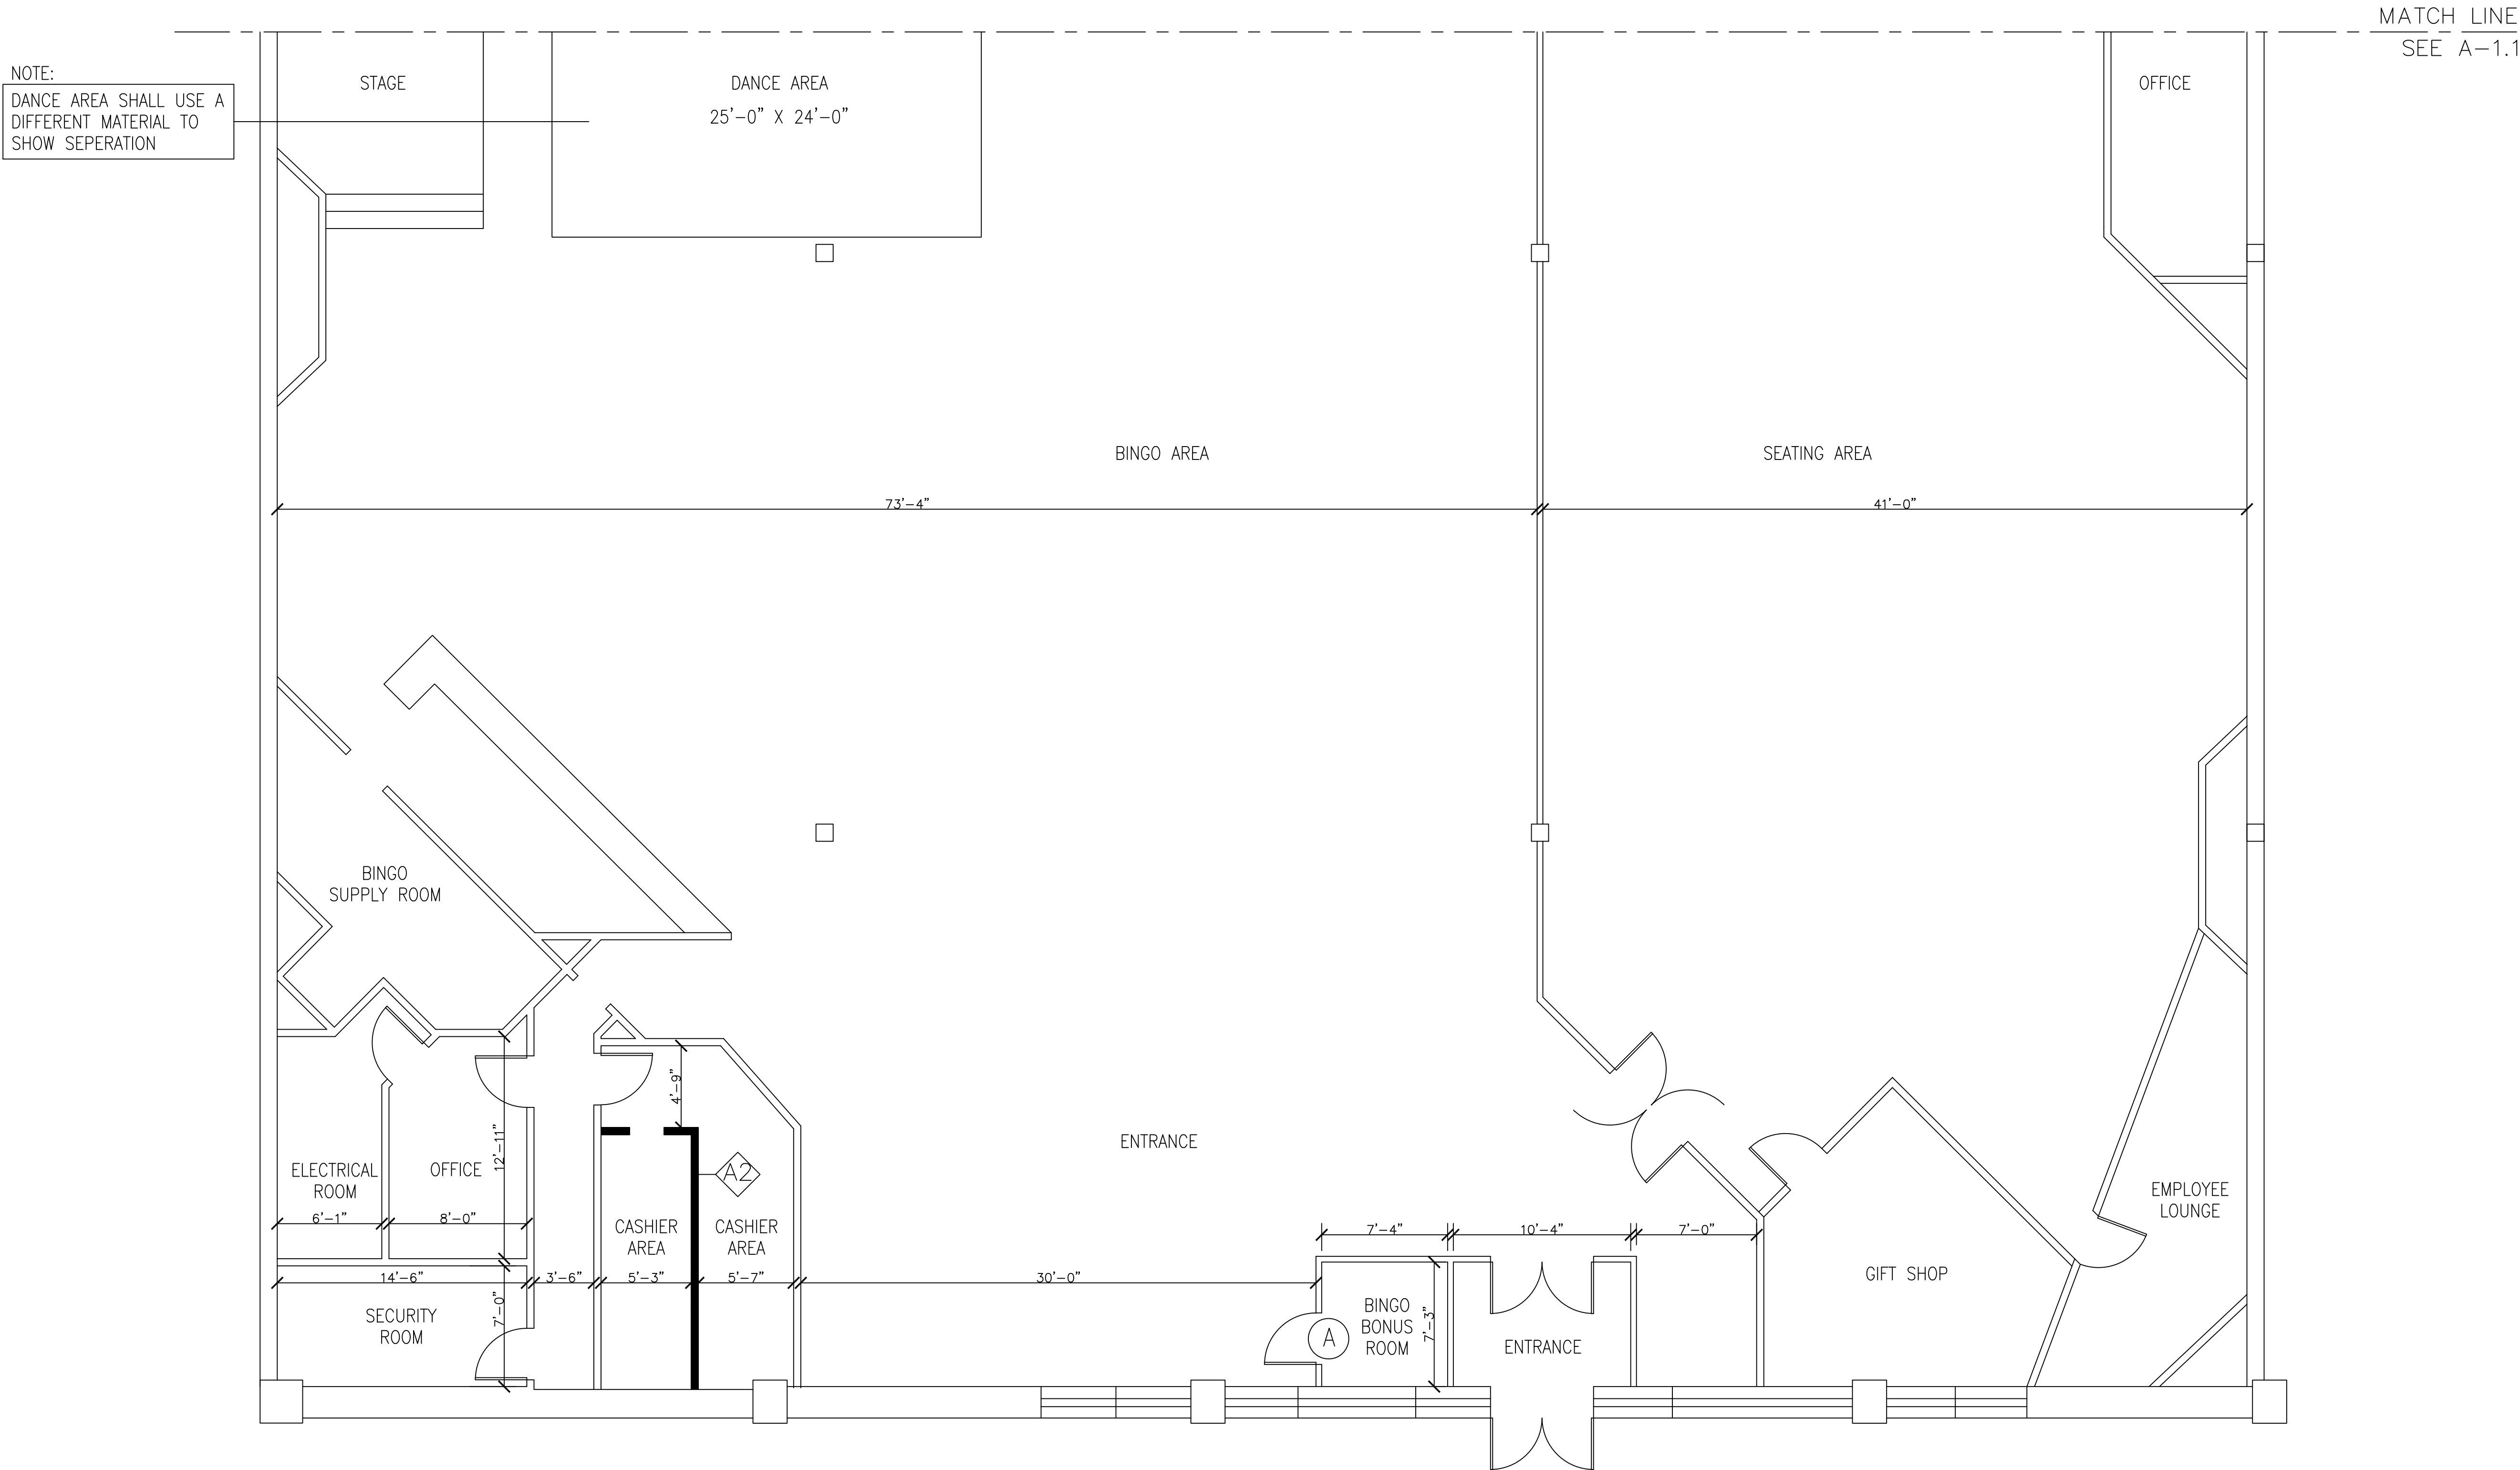 MATCH LINE
SEE A-1.1
NOTE:
DANCE AREA SHALL USE A
DIFFERENT MATERIAL TO
SHOW SEPERATION
STAGE
DANCE AREA
25'-0" X 24'-0"
OFFICE
BINGO AREA
SEATING AREA
73'-4"
41'-0"
BINGO
SUPPLY ROOM
4'-9"
12'-11"
ELECTRICAL
ROOM
OFFICE
A2
ENTRANCE
6'-1"
8'-0"
CASHIER
AREA
CASHIER
AREA
EMPLOYEE
LOUNGE
7'-4"
10'-4"
7'-0"
14'-6"
3'-6"
5'-3"
5'-7"
30'-0"
GIFT SHOP
SECURITY
ROOM
7'-0"
A
BINGO
BONUS
ROOM
7'-3"
ENTRANCE